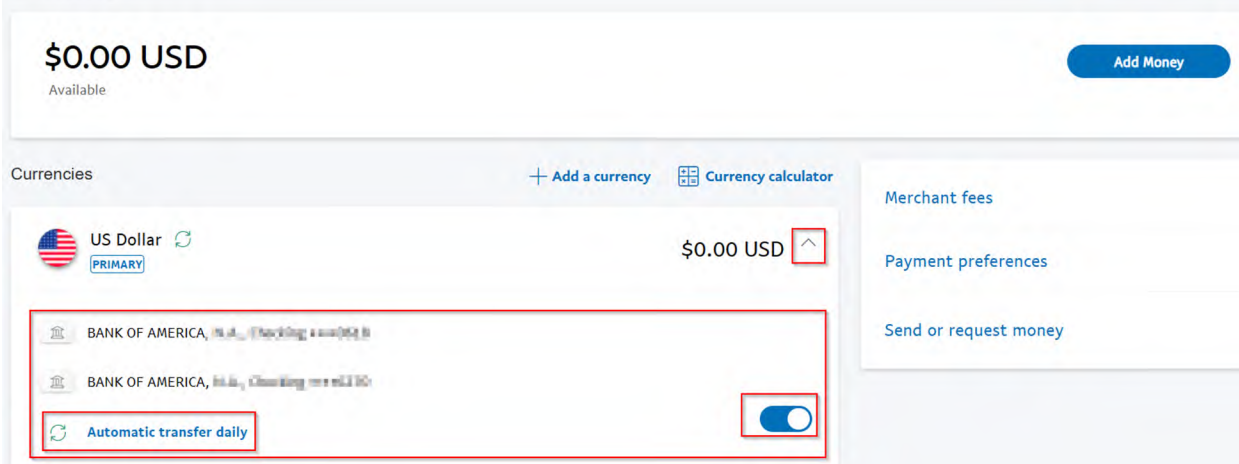 $0.00 USD
Available
Add Money
Currencies
Add a currency
Currency calculator
US Dollar
PRIMARY
$0.00 USD
BANK OF AMERICA,
BANK OF AMERICA,
Automatic transfer daily
Merchant fees
Payment preferences
Send or request money